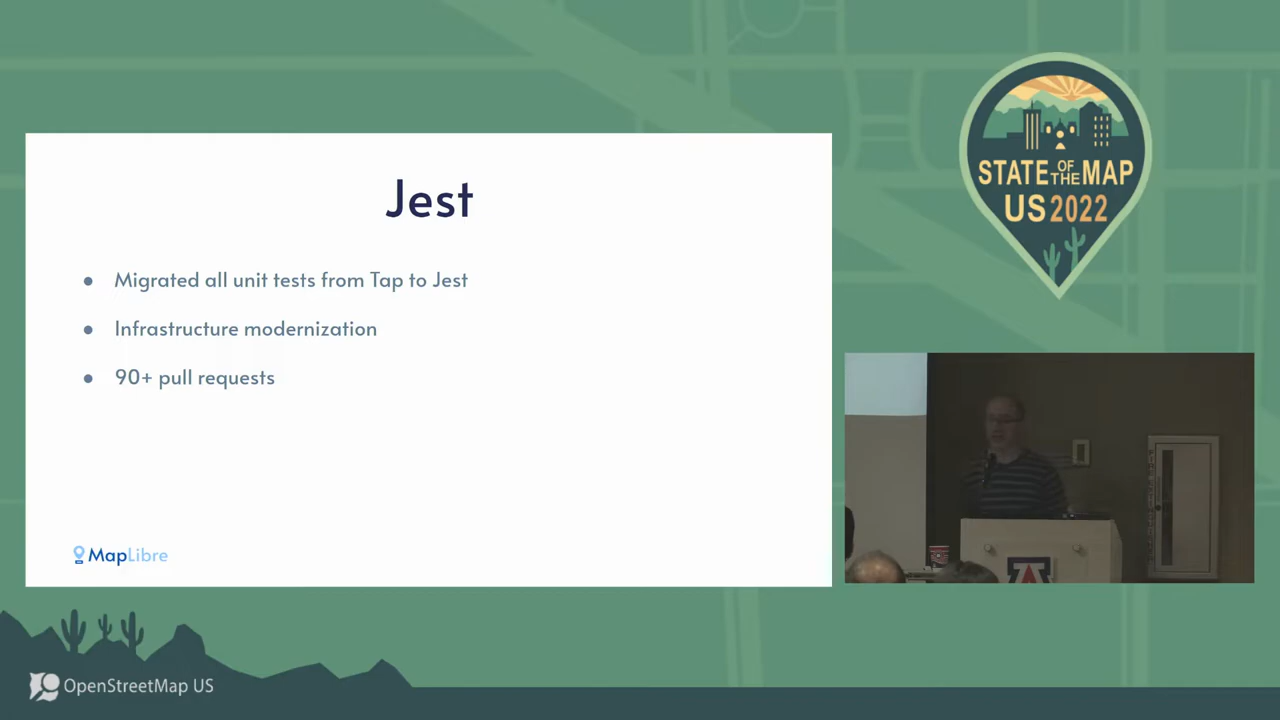 Jest
● Migrated all unit tests from Tap to Jest
● Infrastructure modernization
● 90+ pull requests
MapLibre
STATE OF THE MAP
US 2022
A
OpenStreetMap US